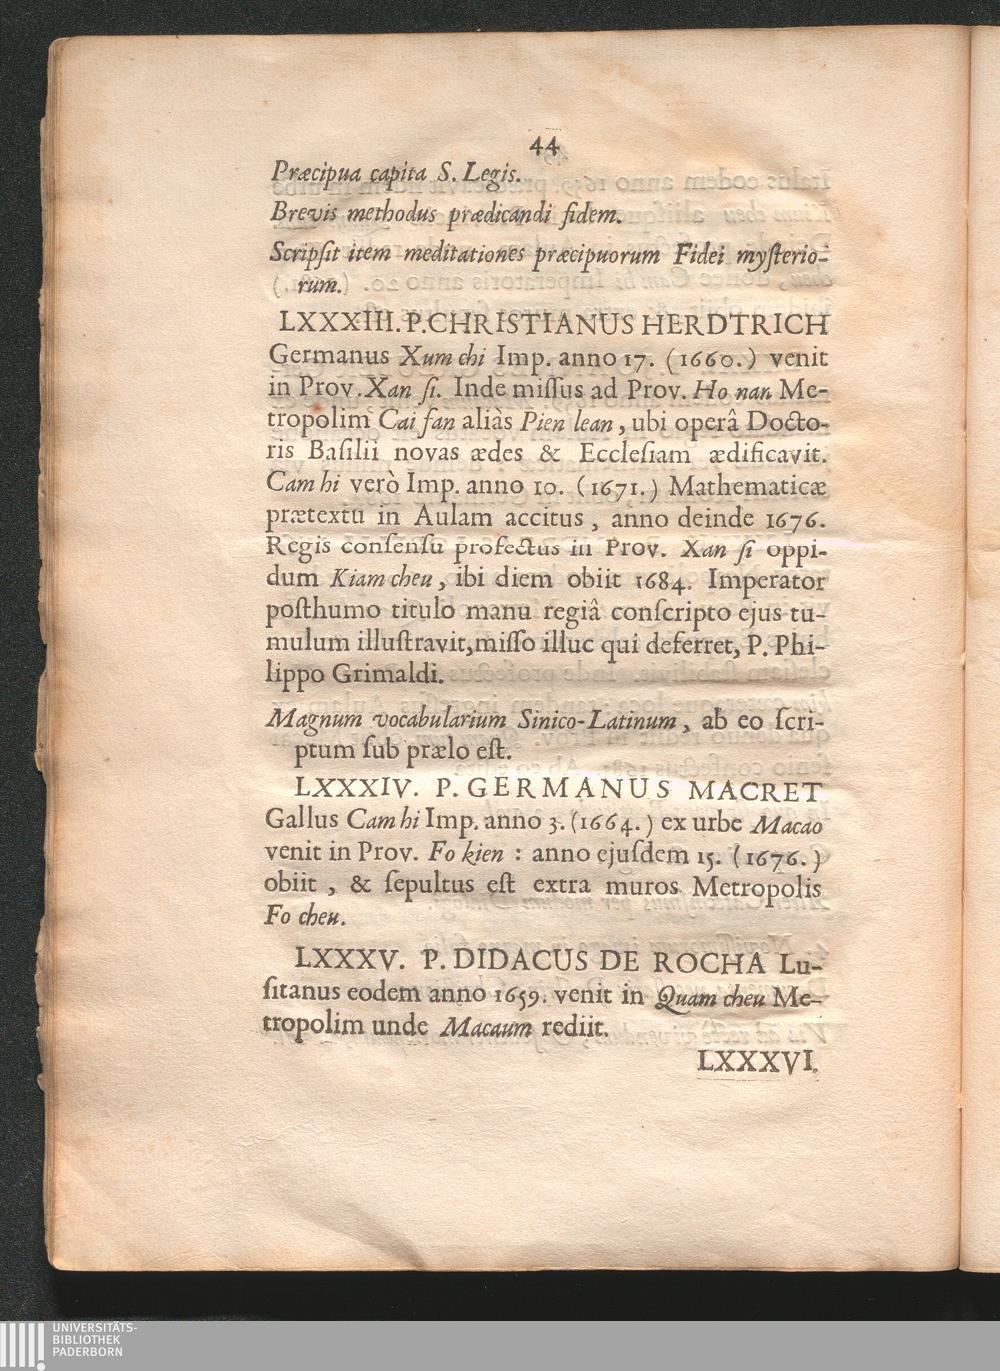 44
Præcipua capita S. Legis.
Brevis methodus prædicandi fidem.
Scripſit item meditationes præcipuorum Fidei myſterio-
rum.
LXXXIII. P. CHRISTIANUS HERDTRICH
Germanus Xum chi Imp. anno 17. (1660.) venit
in Prov. Xan ſi. Inde miſſus ad Prov. Ho nan Me-
tropolim Cai fan aliàs Pien lean, ubi operâ Docto-
ris Baſilii novas ædes & Eccleſiam ædificavit.
Cam hi verò Imp. anno 10. (1671.) Mathematicæ
prætextu in Aulam accitus, anno deinde 1676.
Regis conſenſu profectus in Prov. Xan ſi oppi-
dum Kiam cheu, ibi diem obiit 1684. Imperator
poſthumo titulo manu regiâ conſcripto ejus tu-
mulum illuſtravit, miſſo illuc qui deferret, P. Phi-
lippo Grimaldi.
Magnum vocabularium Sinico-Latinum, ab eo ſcri-
ptum ſub prælo eſt.
LXXXIV. P. GERMANUS MACRET
Gallus Cam hi Imp. anno 3. (1664.) ex urbe Macao
venit in Prov. Fo kien : anno ejuſdem 15. (1676.)
obiit, & ſepultus eſt extra muros Metropolis
Fo cheu.
LXXXV. P. DIDACUS DE ROCHA Lu-
ſitanus eodem anno 1659. venit in Quam cheu Me-
tropolim unde Macaum rediit.
LXXXVI.
UNIVERSITÄTS-
BIBLIOTHEK
PADERBORN